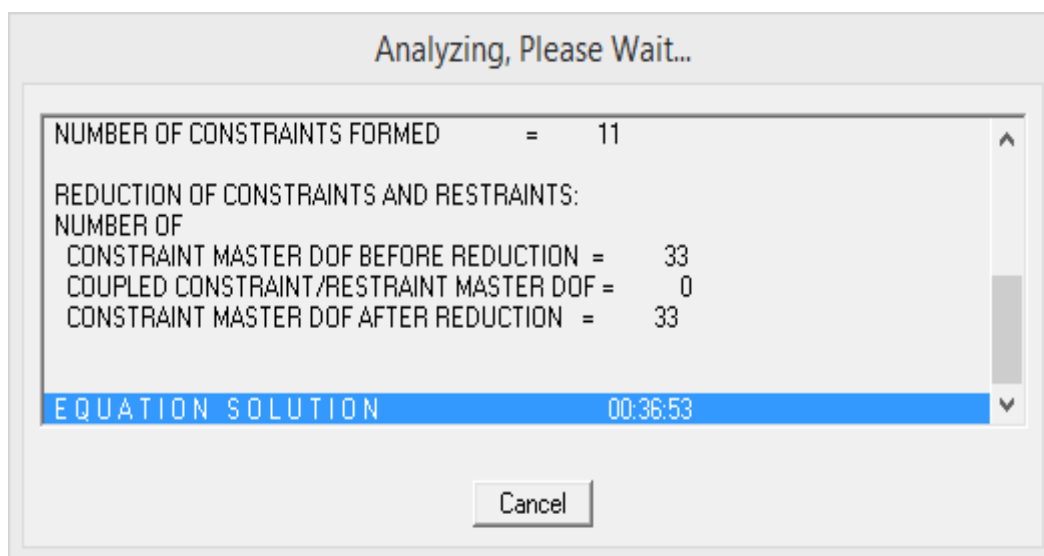 Analyzing, Please Wait...
NUMBER OF CONSTRAINTS FORMED = 11
REDUCTION OF CONSTRAINTS AND RESTRAINTS:
NUMBER OF
CONSTRAINT MASTER DOF BEFORE REDUCTION = 33
COUPLED CONSTRAINT/RESTRAINT MASTER DOF = 0
CONSTRAINT MASTER DOF AFTER REDUCTION = 33
E Q U A T I O N   S O L U T I O N 00:36:53
Cancel